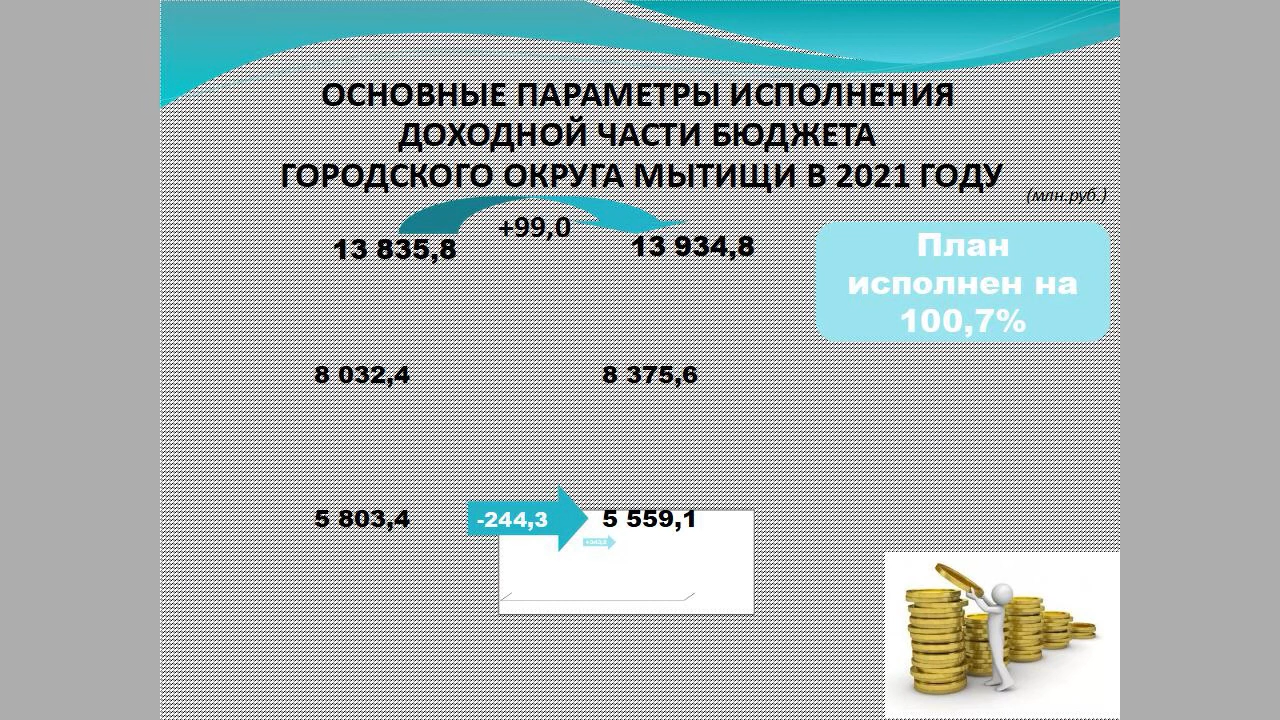 ОСНОВНЫЕ ПАРАМЕТРЫ ИСПОЛНЕНИЯ
ДОХОДНОЙ ЧАСТИ БЮДЖЕТА
ГОРОДСКОГО ОКРУГА МЫТИЩИ В 2021 ГОДУ
(млн.руб.)
+99,0
13 835,8
13 934,8
План
исполнен на
100,7%
8 032,4
8 375,6
5 803,4
-244,3
5 559,1